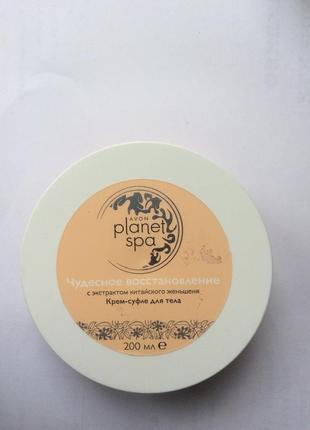 AVON
planet
spa
Чудесное восстановление
с экстрактом китайского женьшеня
Крем-суфле для тела
200 мл e